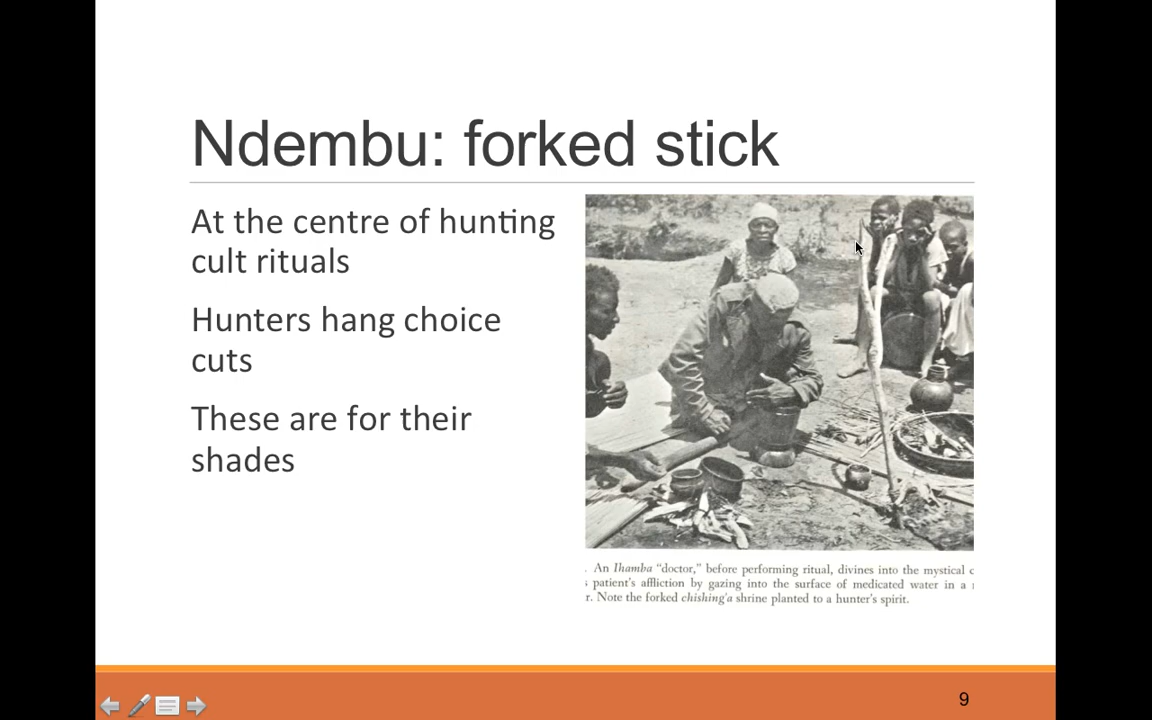 Ndembu: forked stick
At the centre of hunting
cult rituals
Hunters hang choice
cuts
These are for their
shades
. An Ihamba “doctor,” before performing ritual, divines into the mystical
patient's affliction by gazing into the surface of medicated water in a
r. Note the forked chishing'a shrine planted to a hunter's spirit.
9